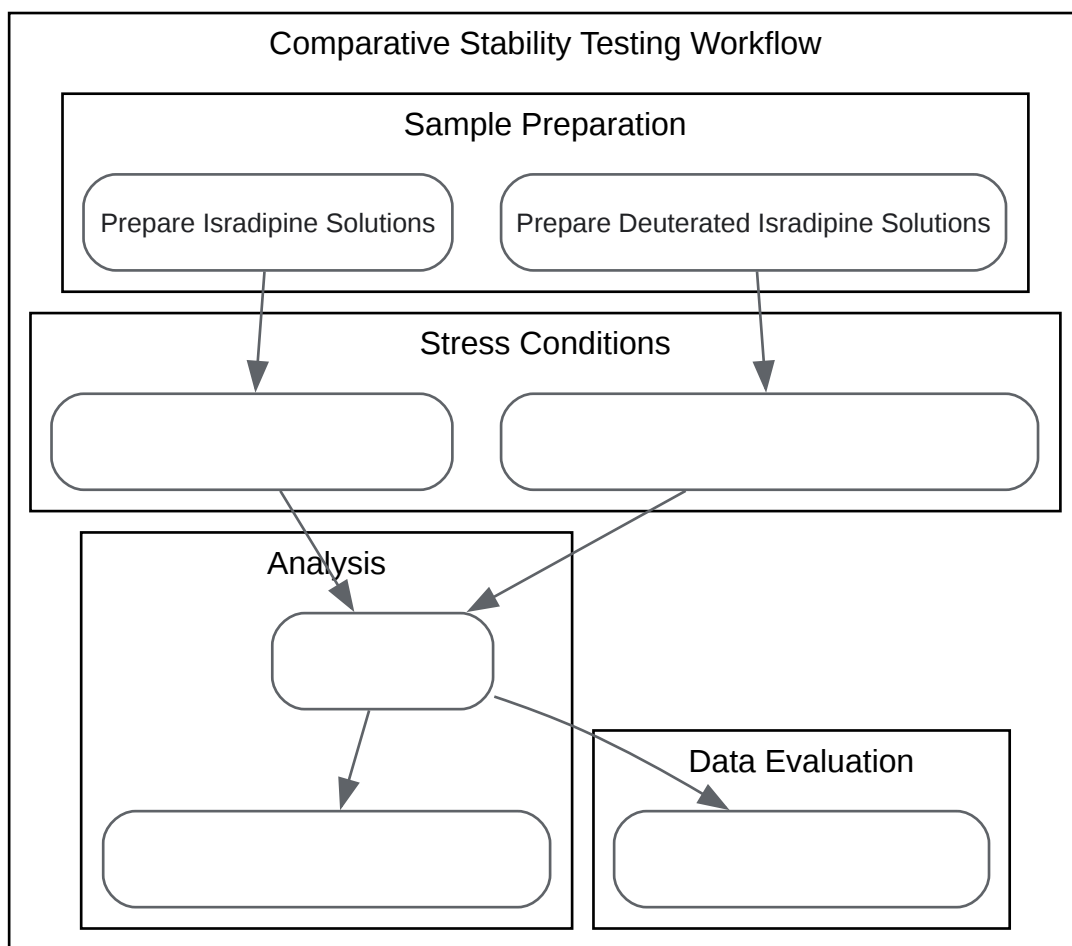 Comparative Stability Testing Workflow
Sample Preparation
Prepare Isradipine Solutions
Prepare Deuterated Isradipine Solutions
Stress Conditions
Analysis
Data Evaluation